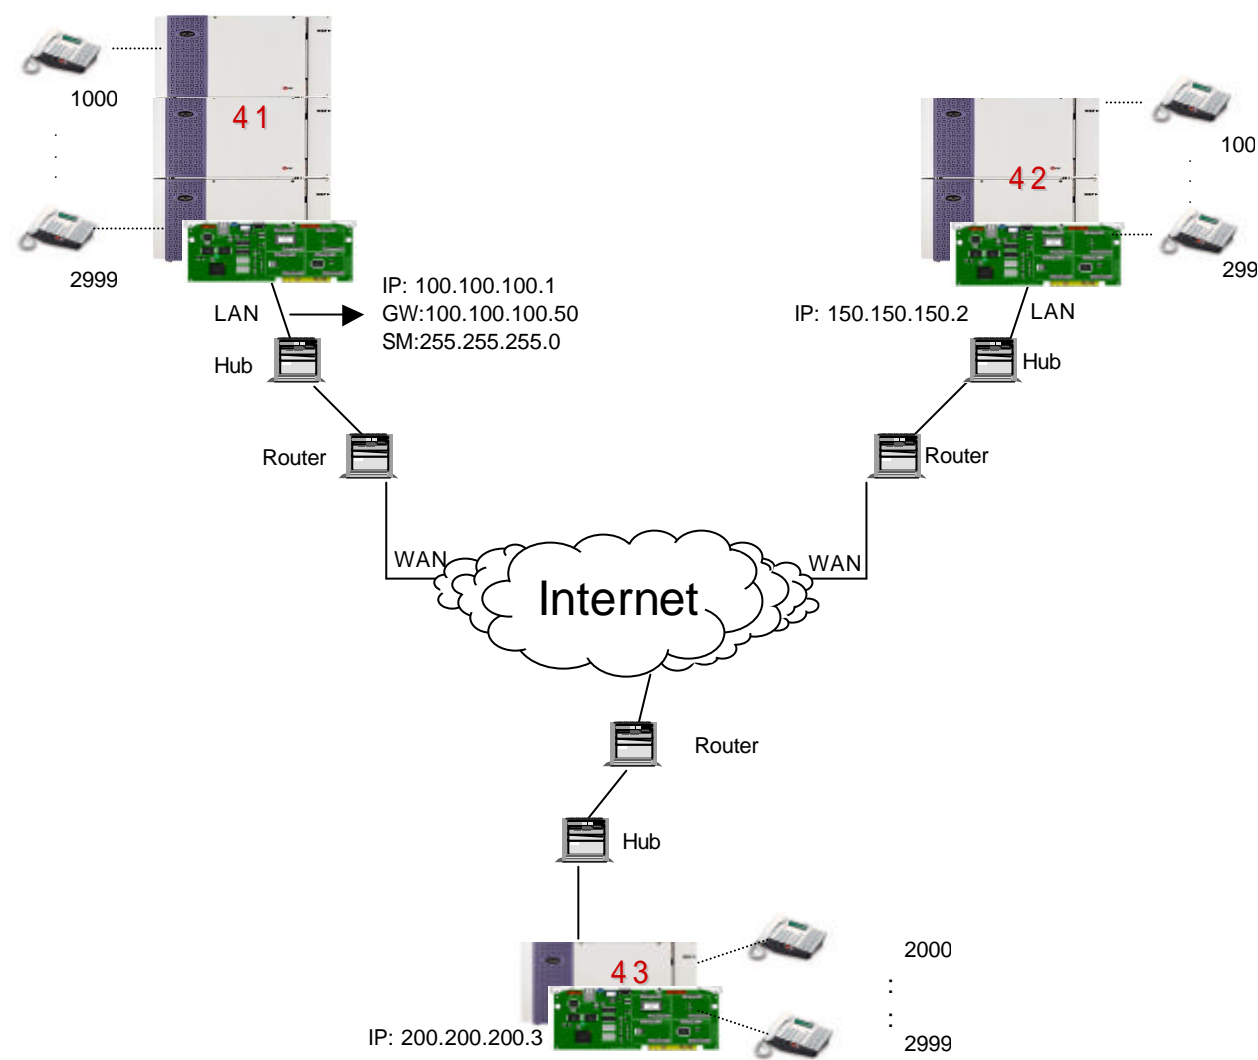 1000
41
2999
LAN
IP: 100.100.100.1
GW:100.100.100.50
SM:255.255.255.0
Hub
Router
WAN
42
100
299
IP: 150.150.150.2
LAN
Hub
Router
WAN
Internet
Router
Hub
43
IP: 200.200.200.3
2000
:
:
2999